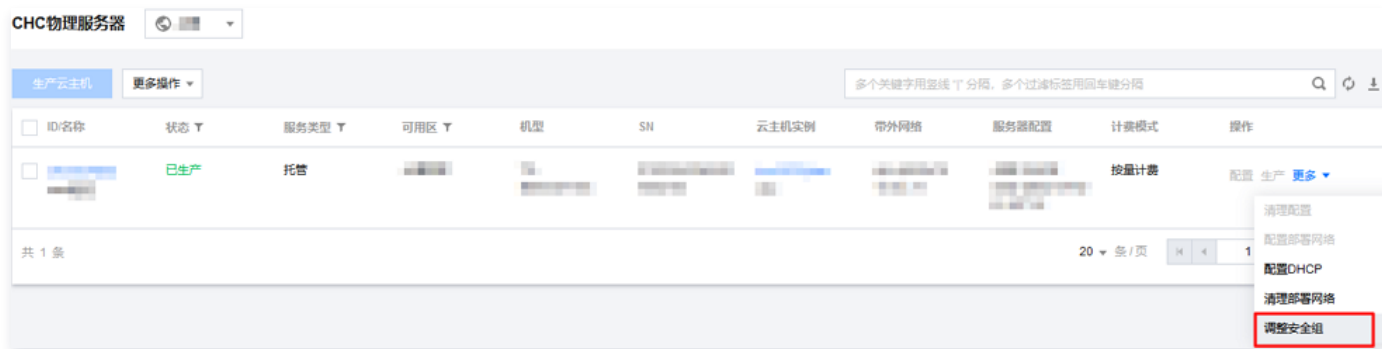 CHC物理服务器
生产云主机 更多操作 多个关键字用竖线 "|" 分隔，多个过滤标签用回车键分隔
ID/名称 状态 服务类型 可用区 机型 SN 云主机实例 带外网络 服务器配置 计费模式 操作
已生产 托管 按量计费 配置 生产 更多
清理配置
配置部署网络
共 1 条 20 条/页 1
配置DHCP
清理部署网络
调整安全组